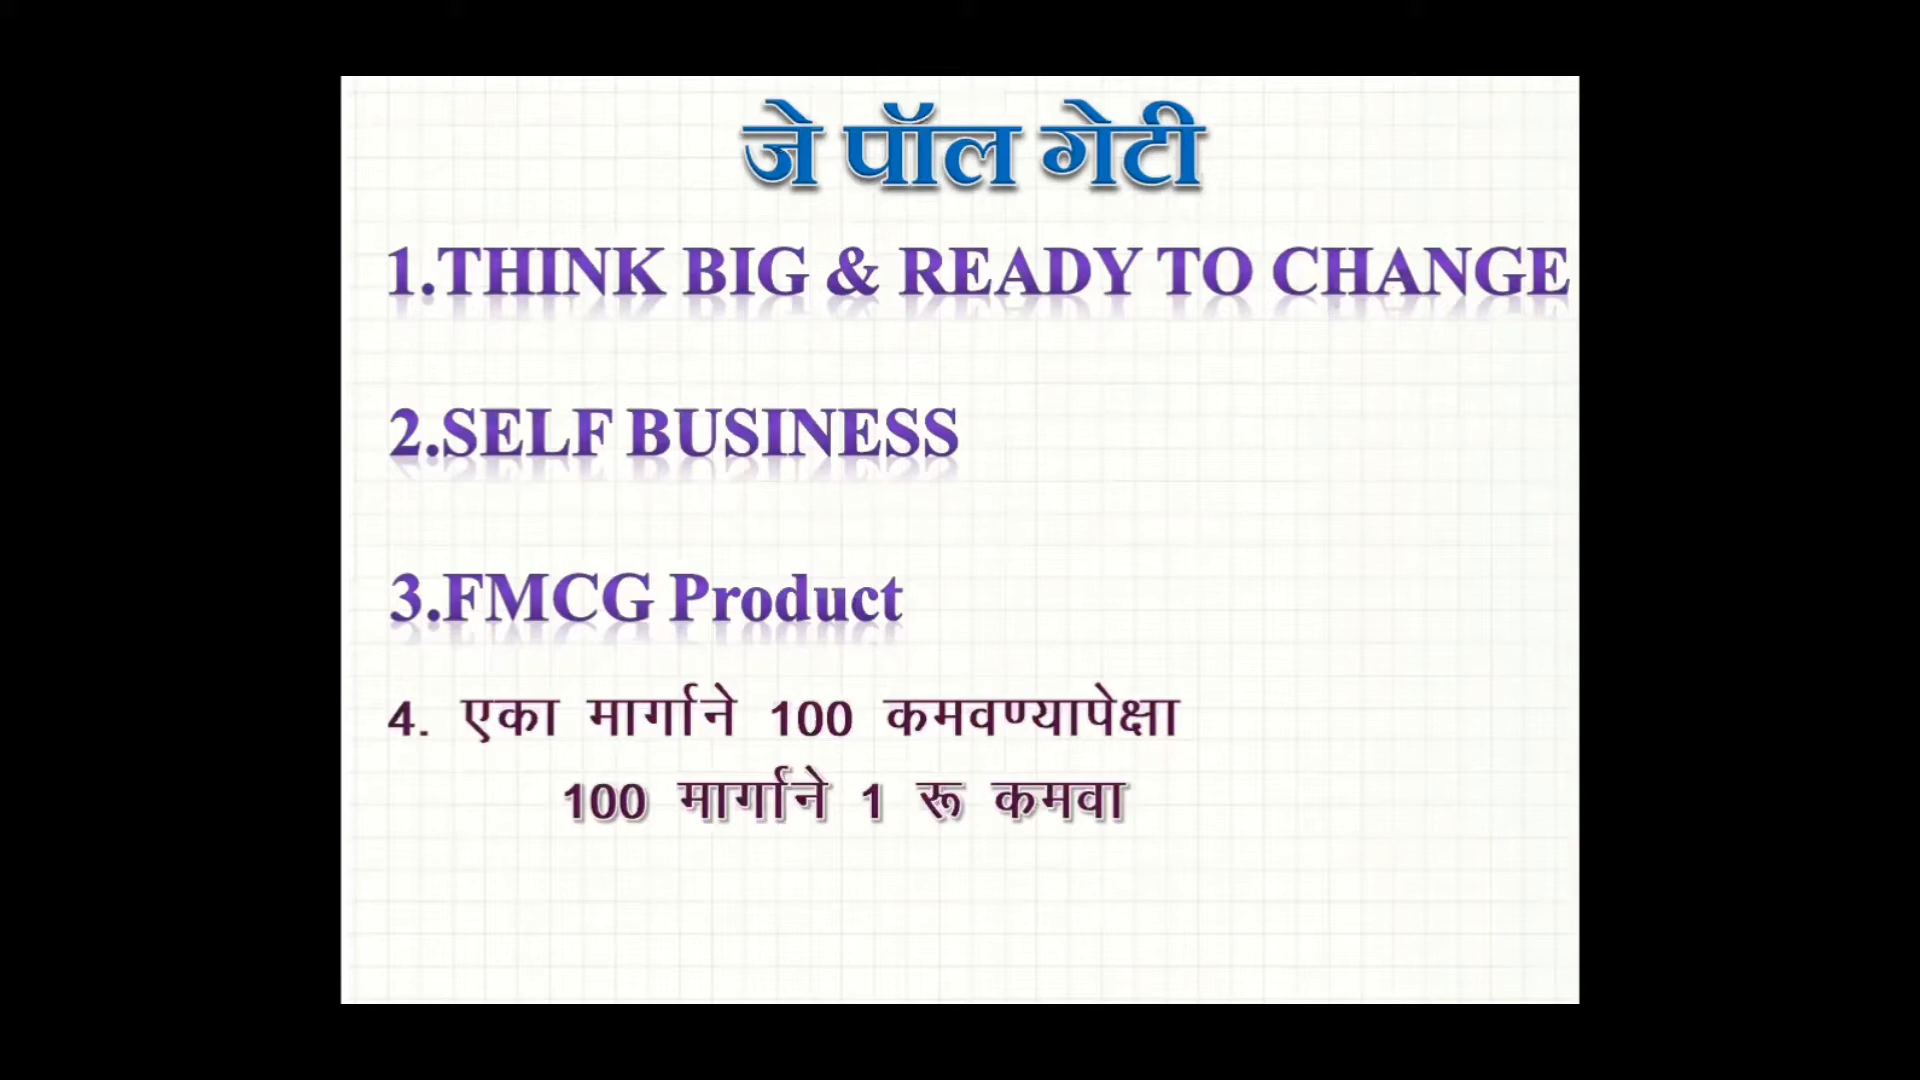 जे पॉल गेटी
1.THINK BIG & READY TO CHANGE
2.SELF BUSINESS
3.FMCG Product
4. एका मार्गाने 100 कमवण्यापेक्षा
100 मार्गाने 1 रू कमवा